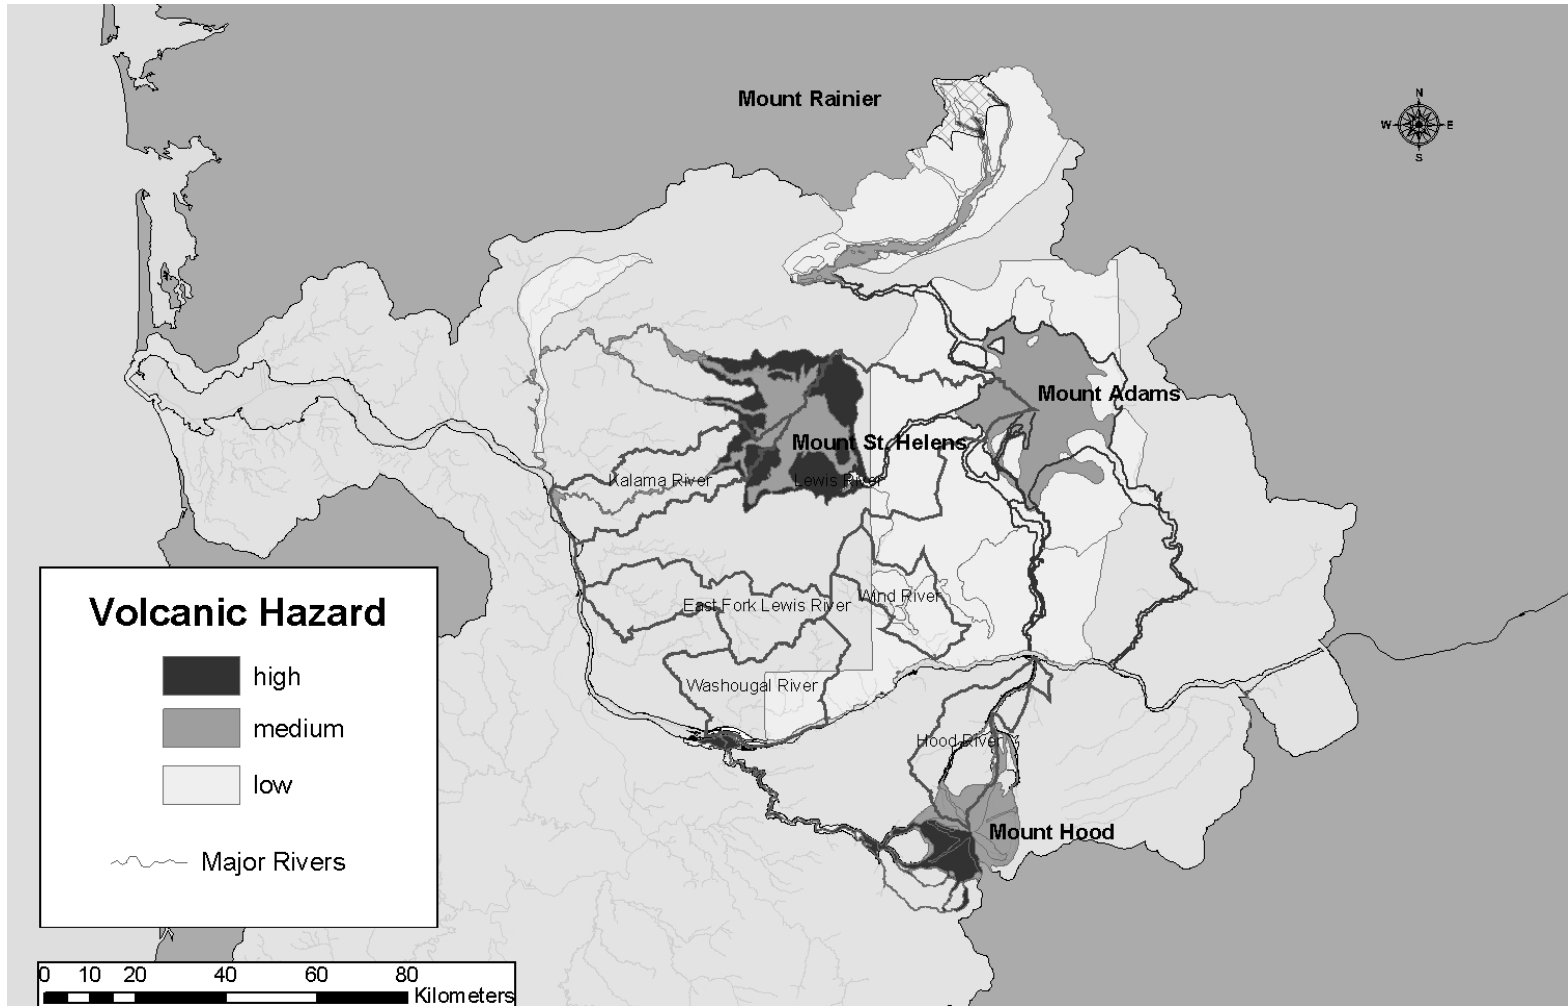 Mount Rainier
N
W E
S
Mount Adams
Mount St. Helens
Kalama River
Lewis River
East Fork Lewis River
Wind River
Washougal River
Hood River
Mount Hood
Volcanic Hazard
high
medium
low
Major Rivers
0 10 20 40 60 80
Kilometers